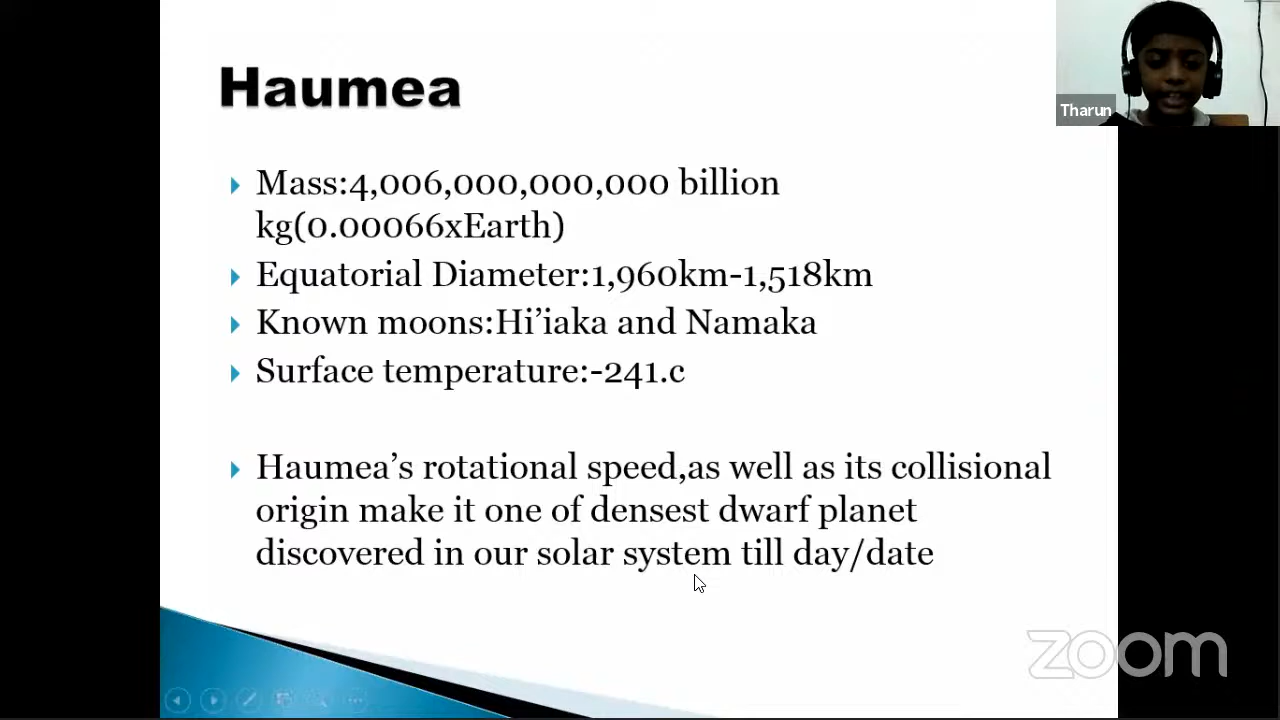 Haumea
Tharun
Mass:4,006,000,000,000 billion
kg(0.00066xEarth)
Equatorial Diameter:1,960km-1,518km
Known moons:Hi’iaka and Namaka
Surface temperature:-241.c
Haumea’s rotational speed,as well as its collisional
origin make it one of densest dwarf planet
discovered in our solar system till day/date
zoom